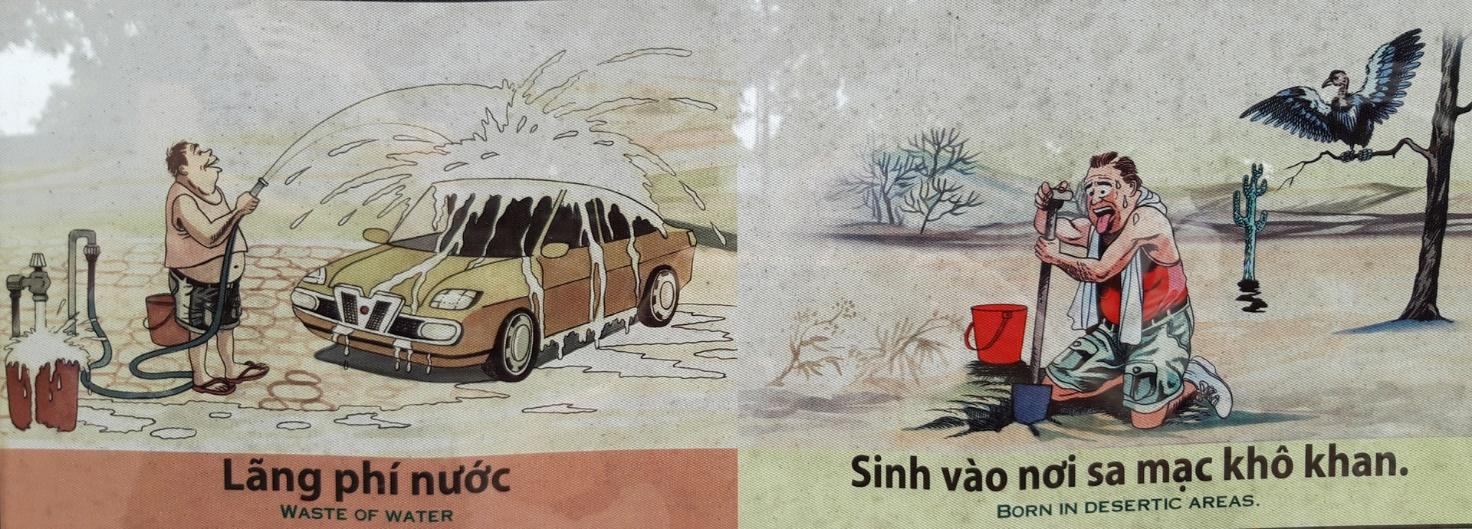 Lãng phí nước
WASTE OF WATER
Sinh vào nơi sa mạc khô khan.
BORN IN DESERTIC AREAS.